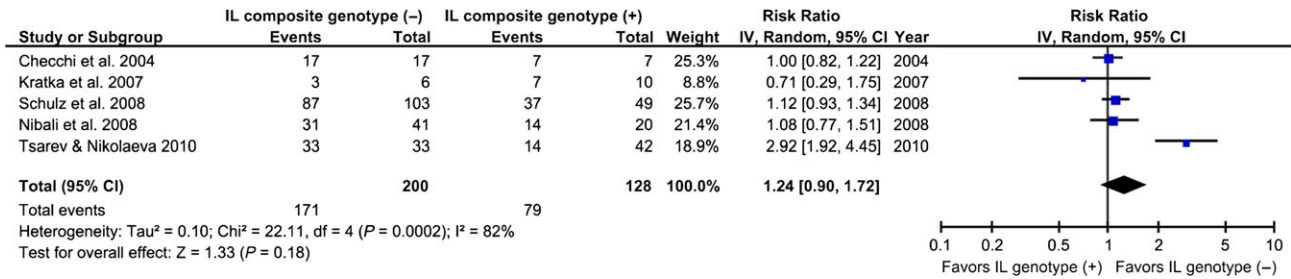 IL composite genotype (–) IL composite genotype (+) Risk Ratio Risk Ratio
Study or Subgroup Events Total Events Total Weight IV, Random, 95% CI Year IV, Random, 95% CI
Checchi et al. 2004 17 17 7 7 25.3% 1.00 [0.82, 1.22] 2004
Kratka et al. 2007 3 6 7 10 8.8% 0.71 [0.29, 1.75] 2007
Schulz et al. 2008 87 103 37 49 25.7% 1.12 [0.93, 1.34] 2008
Nibali et al. 2008 31 41 14 20 21.4% 1.08 [0.77, 1.51] 2008
Tsarev & Nikolaeva 2010 33 33 14 42 18.9% 2.92 [1.92, 4.45] 2010
Total (95% CI) 200 128 100.0% 1.24 [0.90, 1.72]
Total events 171 79
Heterogeneity: Tau² = 0.10; Chi² = 22.11, df = 4 (P = 0.0002); I² = 82%
Test for overall effect: Z = 1.33 (P = 0.18)
0.1 0.2 0.5 1 2 5 10
Favors IL genotype (+) Favors IL genotype (–)